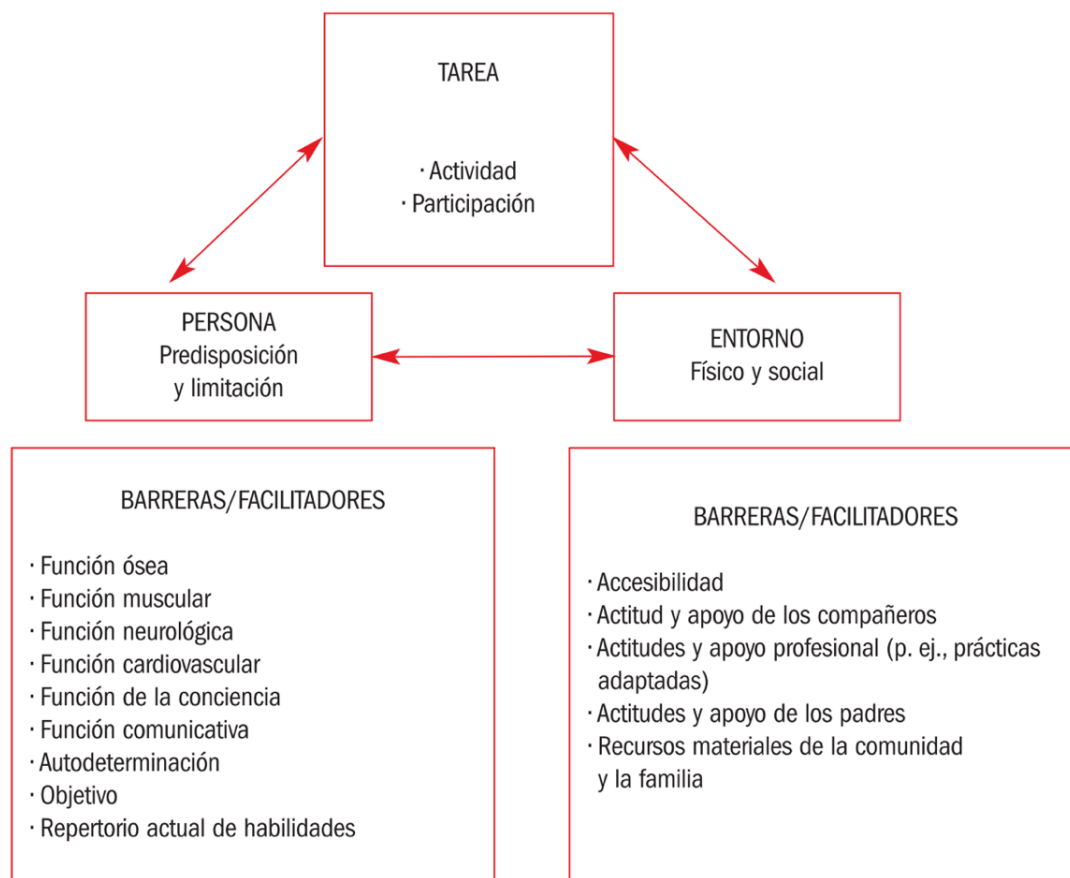 TAREA
· Actividad
· Participación
PERSONA
Predisposición
y limitación
ENTORNO
Físico y social
BARRERAS/FACILITADORES
· Función ósea
· Función muscular
· Función neurológica
· Función cardiovascular
· Función de la conciencia
· Función comunicativa
· Autodeterminación
· Objetivo
· Repertorio actual de habilidades
BARRERAS/FACILITADORES
· Accesibilidad
· Actitud y apoyo de los compañeros
· Actitudes y apoyo profesional (p. ej., prácticas
adaptadas)
· Actitudes y apoyo de los padres
· Recursos materiales de la comunidad
y la familia